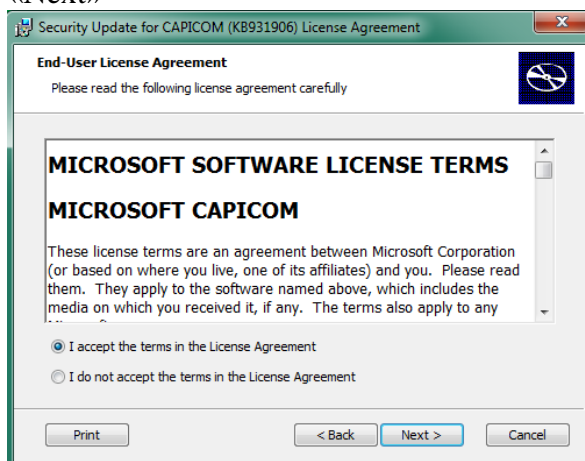 «Next»
Security Update for CAPICOM (KB931906) License Agreement
End-User License Agreement
Please read the following license agreement carefully
MICROSOFT SOFTWARE LICENSE TERMS
MICROSOFT CAPICOM
These license terms are an agreement between Microsoft Corporation
(or based on where you live, one of its affiliates) and you. Please read
them. They apply to the software named above, which includes the
media on which you received it, if any. The terms also apply to any
I accept the terms in the License Agreement
I do not accept the terms in the License Agreement
Print
< Back
Next >
Cancel